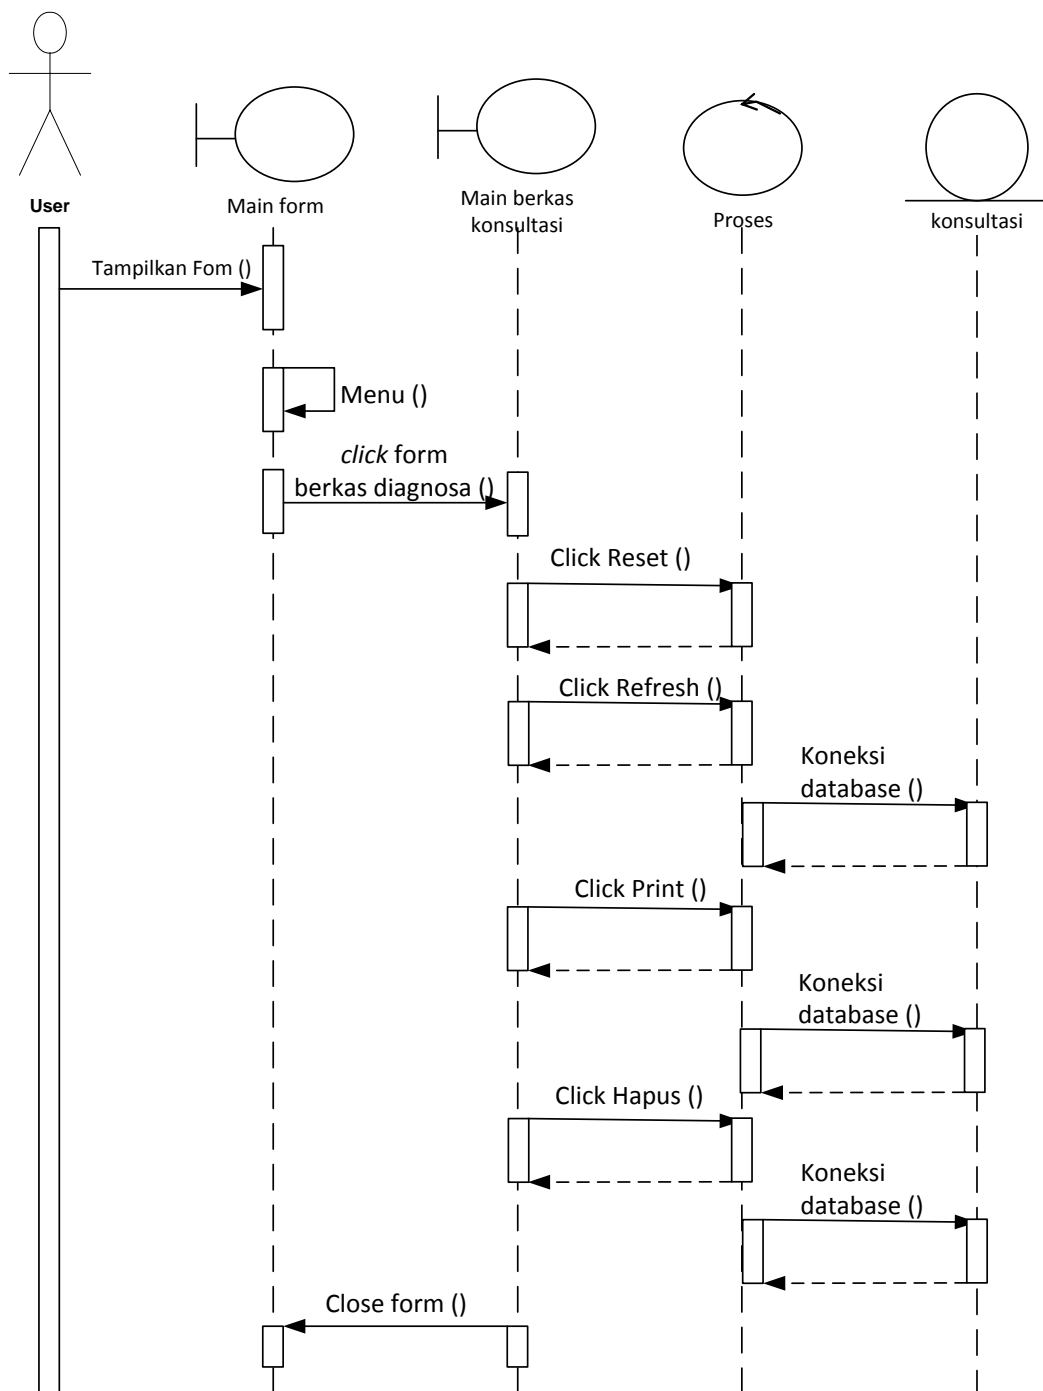 User
Main form
Main berkas
konsultasi
Proses
konsultasi
Tampilkan Fom ()
Menu ()
click form
berkas diagnosa ()
Click Reset ()
Click Refresh ()
Koneksi
database ()
Click Print ()
Koneksi
database ()
Click Hapus ()
Koneksi
database ()
Close form ()